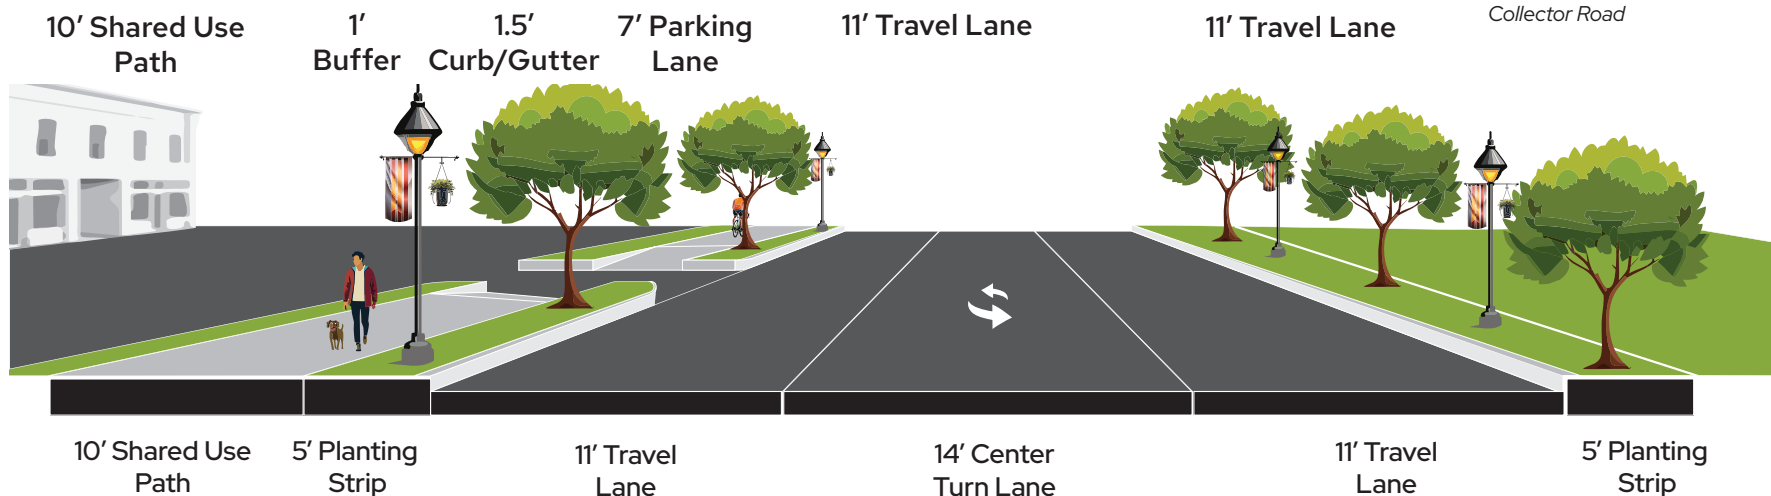 Collector Road
10′ Shared Use
Path
1′
Buffer
1.5′
Curb/Gutter
7′ Parking
Lane
11′ Travel Lane
11′ Travel Lane
10′ Shared Use
Path
5′ Planting
Strip
11′ Travel
Lane
14′ Center
Turn Lane
11′ Travel
Lane
5′ Planting
Strip